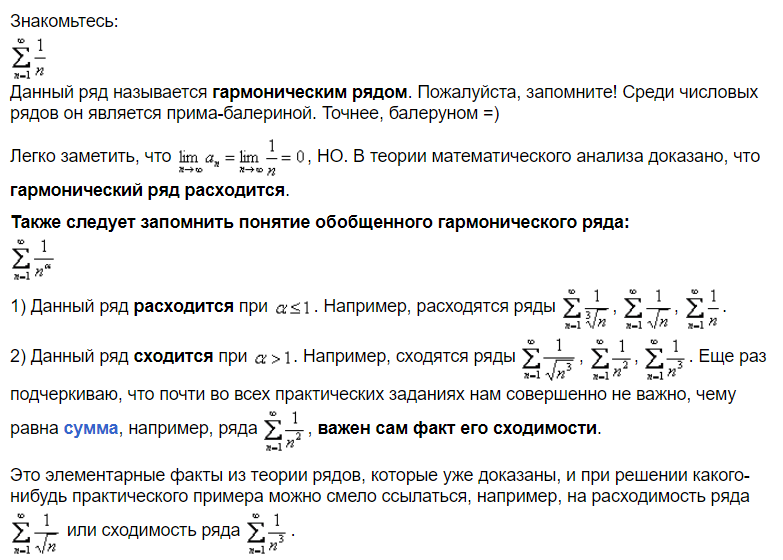 Знакомьтесь:
$\sum_{n=1}^{\infty} \frac{1}{n}$
Данный ряд называется гармоническим рядом. Пожалуйста, запомните! Среди числовых
рядов он является прима-балериной. Точнее, балеруном =)
Легко заметить, что $\lim_{n\to\infty} a_n = \lim_{n\to\infty} \frac{1}{n} = 0$, НО. В теории математического анализа доказано, что
гармонический ряд расходится.
Также следует запомнить понятие обобщенного гармонического ряда:
$\sum_{n=1}^{\infty} \frac{1}{n^{\alpha}}$
1) Данный ряд расходится при $\alpha \leq 1$. Например, расходятся ряды $\sum_{n=1}^{\infty} \frac{1}{\sqrt[3]{n}}$, $\sum_{n=1}^{\infty} \frac{1}{\sqrt{n}}$, $\sum_{n=1}^{\infty} \frac{1}{n}$.
2) Данный ряд сходится при $\alpha > 1$. Например, сходятся ряды $\sum_{n=1}^{\infty} \frac{1}{\sqrt{n^3}}$, $\sum_{n=1}^{\infty} \frac{1}{n^2}$, $\sum_{n=1}^{\infty} \frac{1}{n^3}$. Еще раз
подчеркиваю, что почти во всех практических заданиях нам совершенно не важно, чему
равна сумма, например, ряда $\sum_{n=1}^{\infty} \frac{1}{n^2}$, важен сам факт его сходимости.
Это элементарные факты из теории рядов, которые уже доказаны, и при решении какого-
нибудь практического примера можно смело ссылаться, например, на расходимость ряда
$\sum_{n=1}^{\infty} \frac{1}{\sqrt{n}}$ или сходимость ряда $\sum_{n=1}^{\infty} \frac{1}{n^3}$.